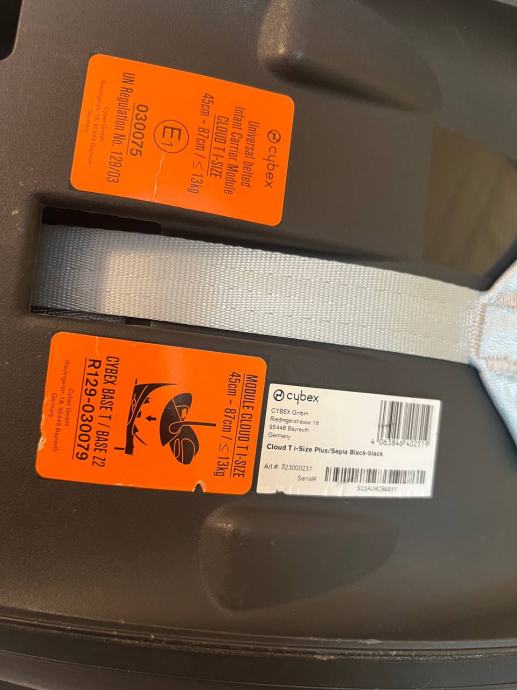 cybex
Universal belted
Infant Carrier Module
CLOUD T I-SIZE
45cm - 87cm / ≤ 13kg
E1
030075
UN Regulation No. 129/03
Cybex GmbH
Riedingerstr. 18, 95448 Bayreuth
Germany
MODULE CLOUD T I-SIZE
45cm - 87cm / ≤ 13kg
CYBEX BASE T / BASE Z2
R129-030079
Cybex GmbH
Riedingerstr. 18, 95448 Bayreuth
Germany
cybex
CYBEX GmbH
Riedingerstrasse 18
95448 Bayreuth
Germany
4 063846 402319
Cloud T i-Size Plus/Sepia Black-black
Art.# 523000231
Serial#